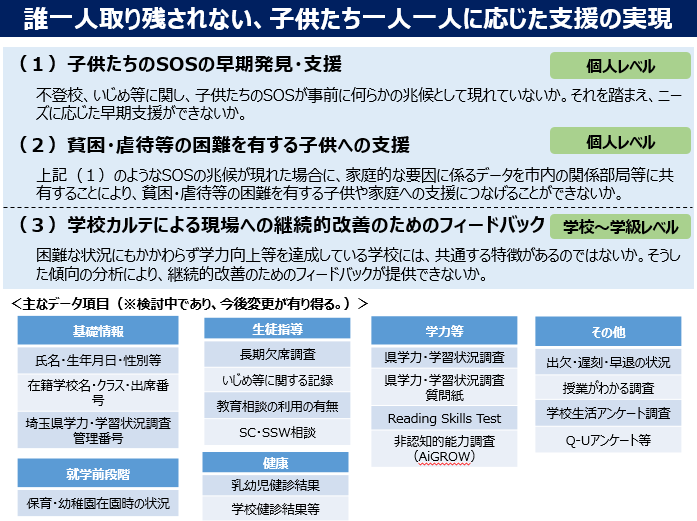 誰一人取り残されない、子供たち一人一人に応じた支援の実現
（１）子供たちのSOSの早期発見・支援
個人レベル
不登校、いじめ等に関し、子供たちのSOSが事前に何らかの兆候として現れていないか。それを踏まえ、ニー
ズに応じた早期支援ができないか。
（２）貧困・虐待等の困難を有する子供への支援
個人レベル
上記（１）のようなSOSの兆候が現れた場合に、家庭的な要因に係るデータを市内の関係部局等に共
有することにより、貧困・虐待等の困難を有する子供や家庭への支援につなげることができないか。
（３）学校カルテによる現場への継続的改善のためのフィードバック
学校～学級レベル
困難な状況にもかかわらず学力向上等を達成している学校には、共通する特徴があるのではないか。そうし
た傾向の分析により、継続的改善のためのフィードバックが提供できないか。
＜主なデータ項目（※検討中であり、今後変更が有り得る。）＞
基礎情報
氏名・生年月日・性別等
在籍学校名・クラス・出席番
号
埼玉県学力・学習状況調査
管理番号
就学前段階
保育・幼稚園在園時の状況
生徒指導
長期欠席調査
いじめ等に関する記録
教育相談の利用の有無
SC・SSW相談
健康
乳幼児健診結果
学校健診結果等
学力等
県学力・学習状況調査
県学力・学習状況調査
質問紙
Reading Skills Test
非認知的能力調査
（AiGROW）
その他
出欠・遅刻・早退の状況
授業がわかる調査
学校生活アンケート調査
Q-Uアンケート等